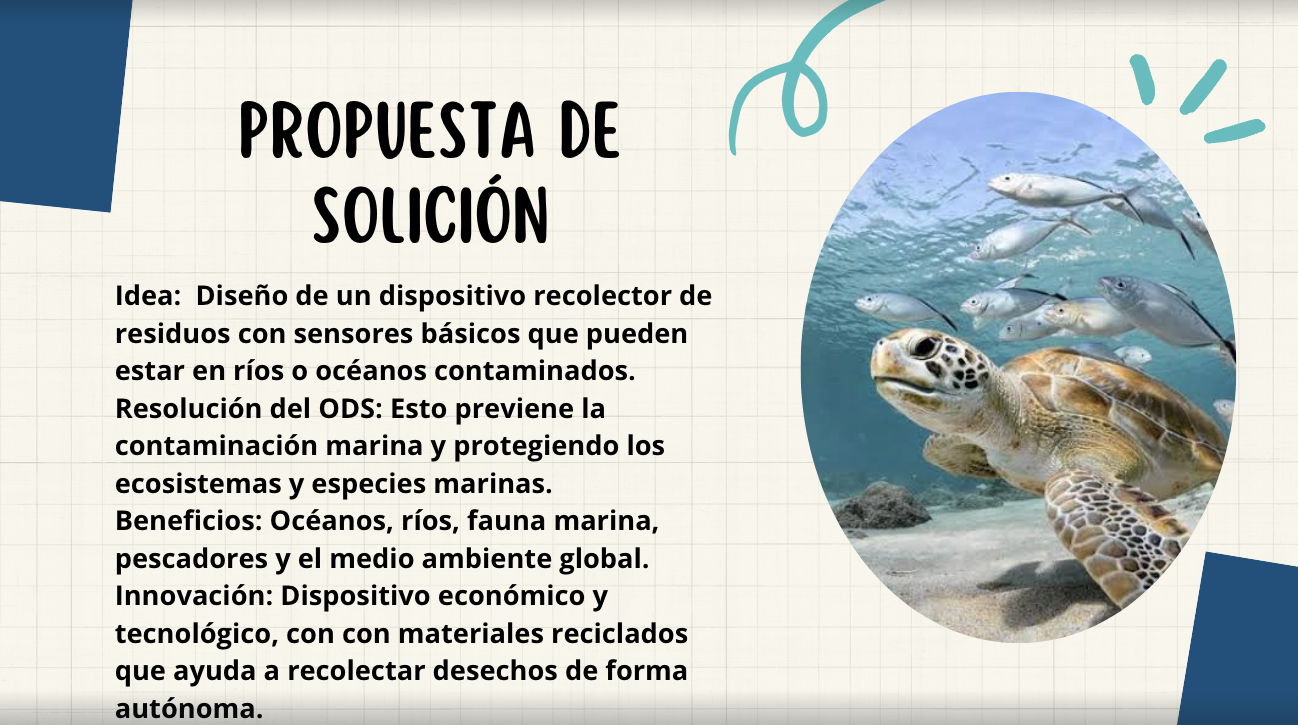 PROPUESTA DE
SOLICIÓN
Idea:  Diseño de un dispositivo recolector de
residuos con sensores básicos que pueden
estar en ríos o océanos contaminados.
Resolución del ODS: Esto previene la
contaminación marina y protegiendo los
ecosistemas y especies marinas.
Beneficios: Océanos, ríos, fauna marina,
pescadores y el medio ambiente global.
Innovación: Dispositivo económico y
tecnológico, con con materiales reciclados
que ayuda a recolectar desechos de forma
autónoma.